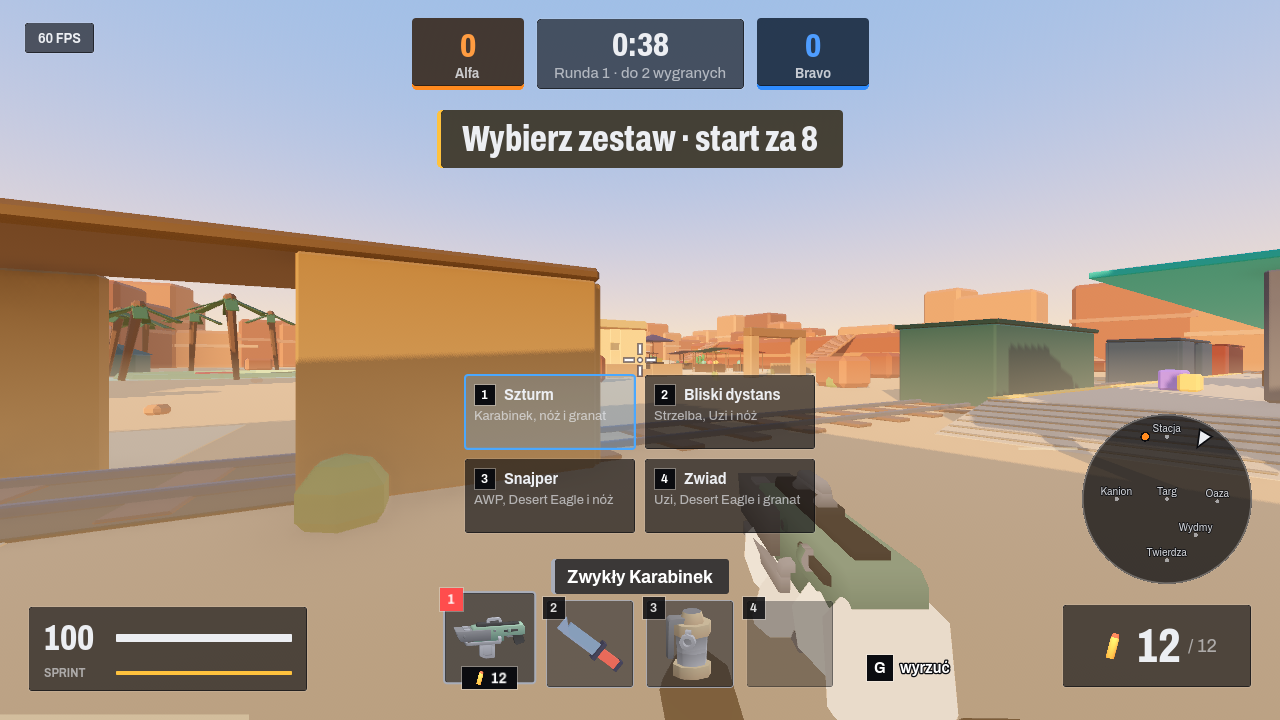 60 FPS
0
Alfa
0:38
Runda 1 · do 2 wygranych
0
Bravo
Wybierz zestaw · start za 8
1 Szturm
Karabinek, nóż i granat
2 Bliski dystans
Strzelba, Uzi i nóż
3 Snajper
AWP, Desert Eagle i nóż
4 Zwiad
Uzi, Desert Eagle i granat
Stacja
Kanion
Targ
Oaza
Wydmy
Twierdza
Zwykły Karabinek
1
2
3
4
12
100
SPRINT
G wyrzuć
12 / 12